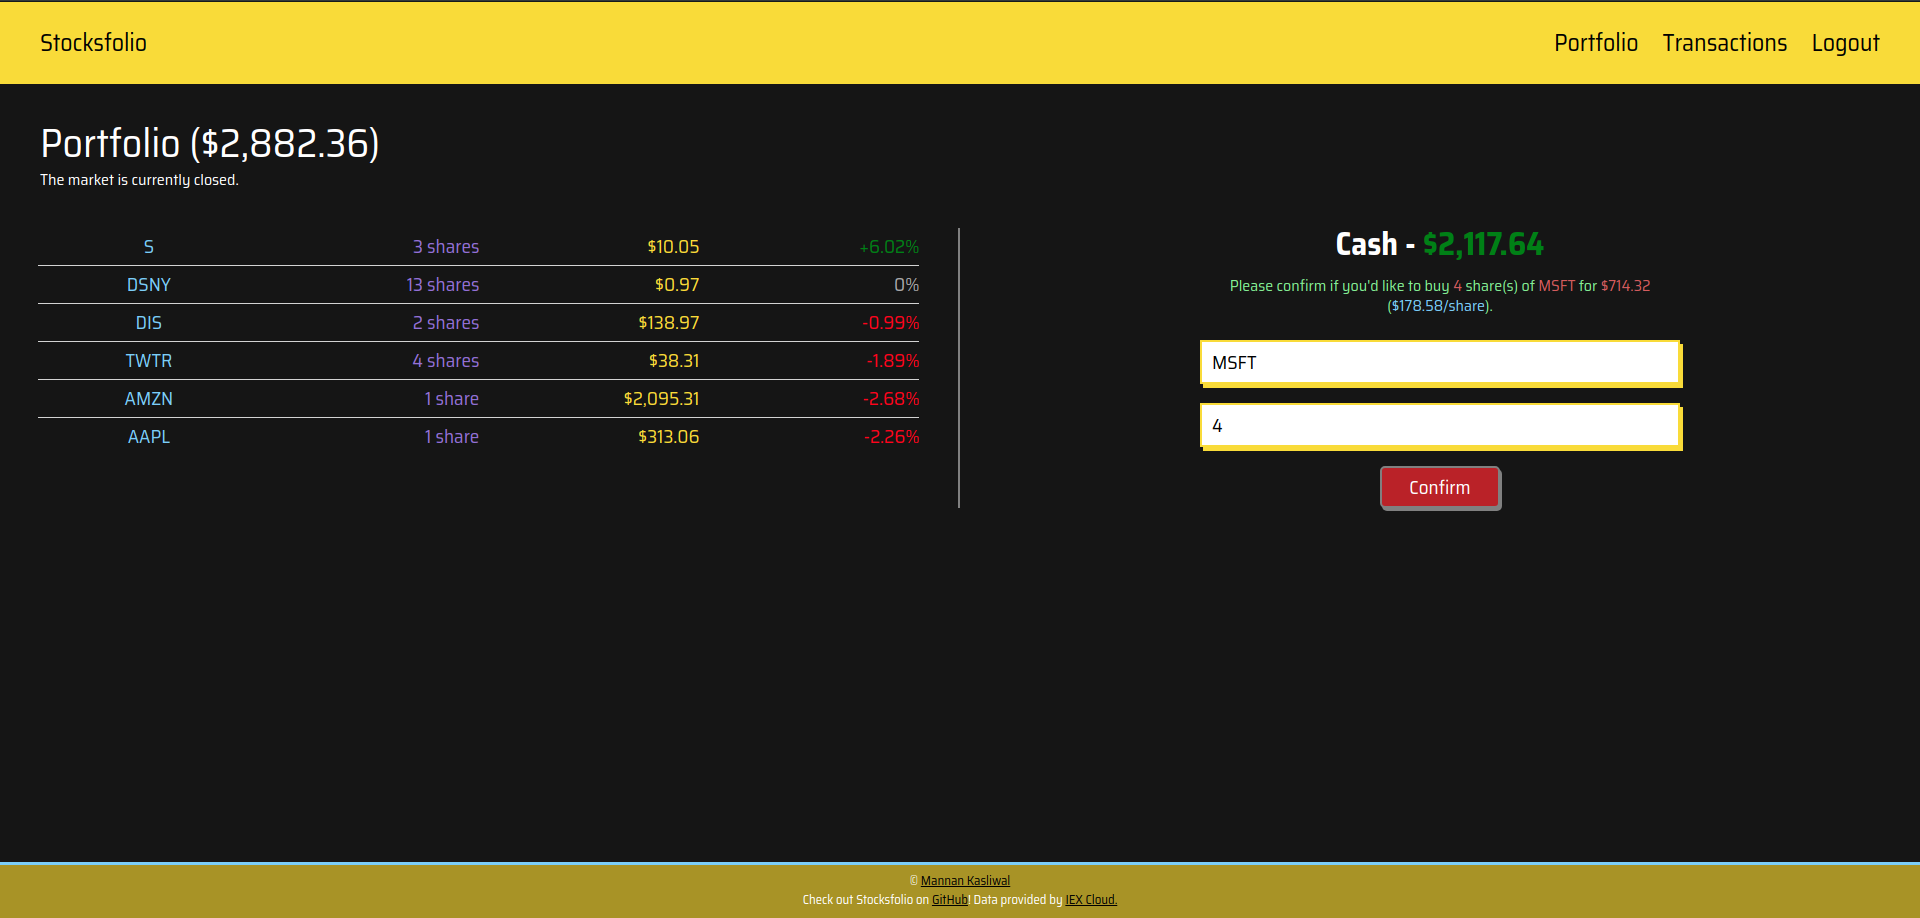 Stocksfolio Portfolio Transactions Logout
Portfolio ($2,882.36)
The market is currently closed.
S 3 shares $10.05 +6.02%
DSNY 13 shares $0.97 0%
DIS 2 shares $138.97 -0.99%
TWTR 4 shares $38.31 -1.89%
AMZN 1 share $2,095.31 -2.68%
AAPL 1 share $313.06 -2.26%
Cash - $2,117.64
Please confirm if you'd like to buy 4 share(s) of MSFT for $714.32
($178.58/share).
MSFT
4
Confirm
© Mannan Kasliwal
Check out Stocksfolio on GitHub! Data provided by IEX Cloud.